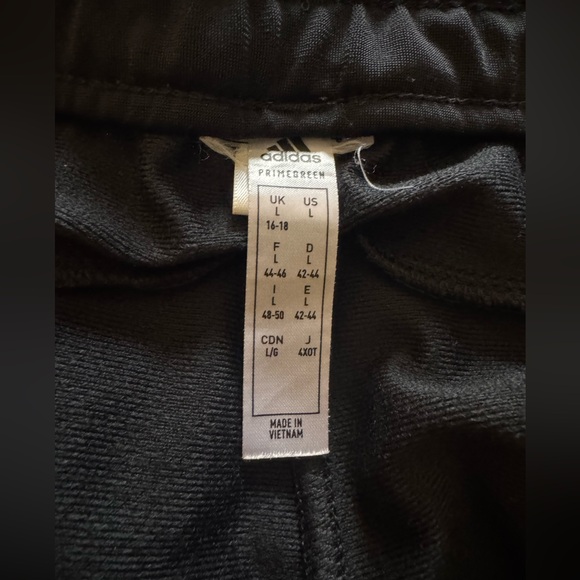 adidas
PRIMEGREEN
UK US
L L
16-18
F D
L L
44-46 42-44
I E
L L
48-50 42-44
CDN J
L/G 4XOT
MADE IN
VIETNAM